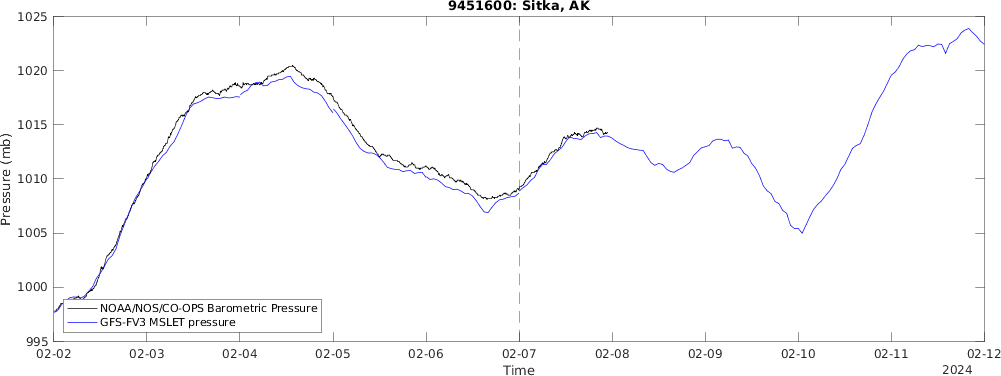 9451600: Sitka, AK
1025
1020
1015
1010
1005
1000
995
Pressure (mb)
NOAA/NOS/CO-OPS Barometric Pressure
GFS-FV3 MSLET pressure
02-02 02-03 02-04 02-05 02-06 02-07 02-08 02-09 02-10 02-11 02-12
Time
2024